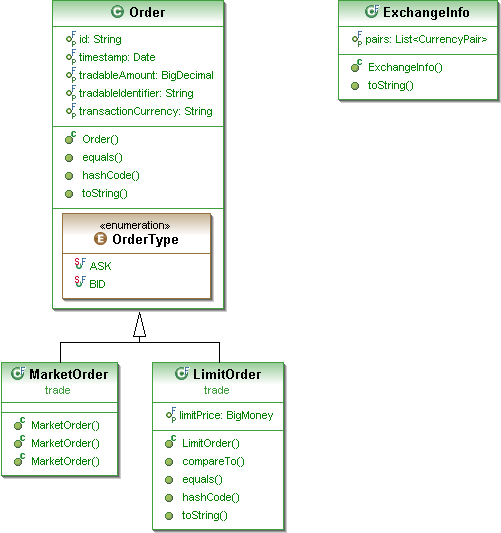 Order
id: String
timestamp: Date
tradableAmount: BigDecimal
tradableIdentifier: String
transactionCurrency: String
Order()
equals()
hashCode()
toString()
«enumeration»
OrderType
ASK
BID
ExchangeInfo
pairs: List<CurrencyPair>
ExchangeInfo()
toString()
MarketOrder
trade
MarketOrder()
MarketOrder()
MarketOrder()
LimitOrder
trade
limitPrice: BigMoney
LimitOrder()
compareTo()
equals()
hashCode()
toString()